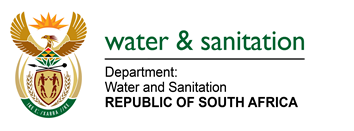 water & sanitation
Department:
Water and Sanitation
REPUBLIC OF SOUTH AFRICA